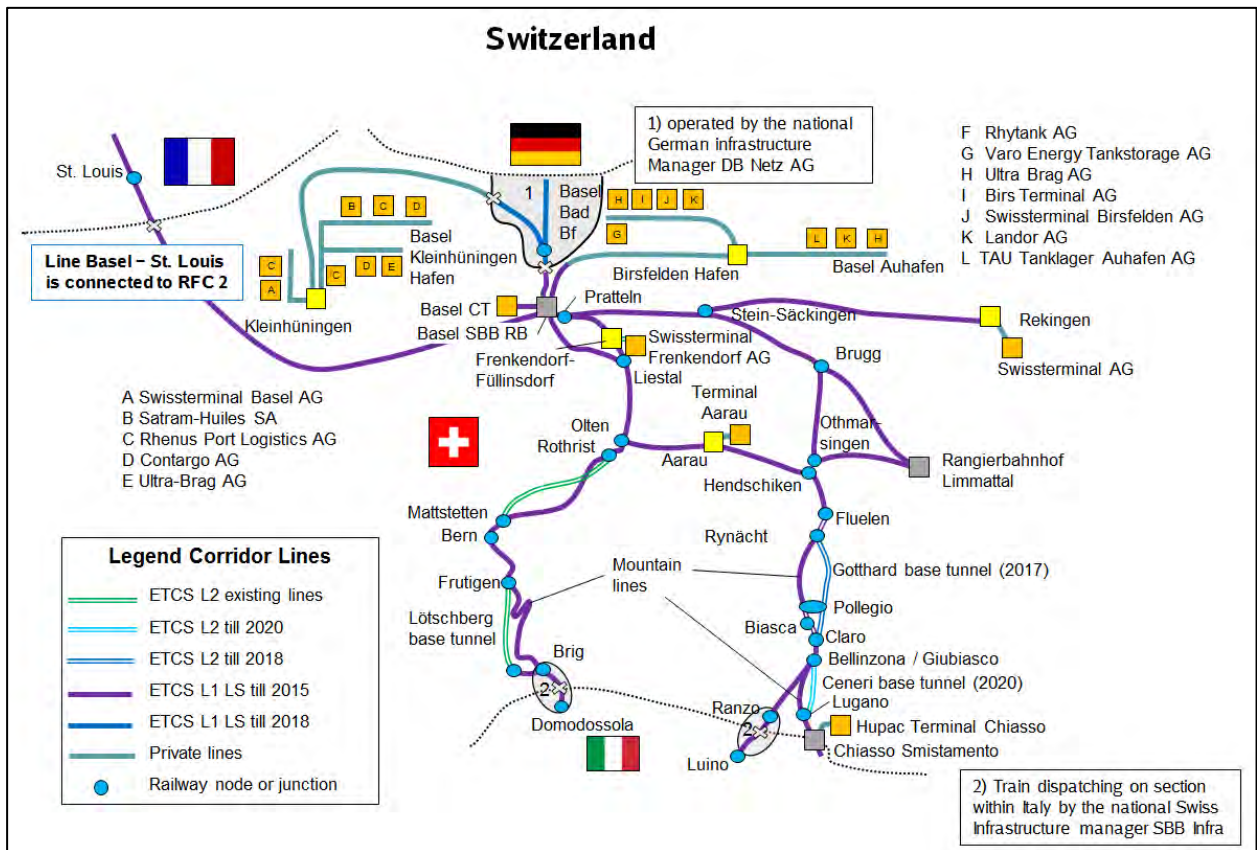 Switzerland
1) operated by the national
German infrastructure
Manager DB Netz AG
F Rhytank AG
G Varo Energy Tankstorage AG
H Ultra Brag AG
I Birs Terminal AG
J Swissterminal Birsfelden AG
K Landor AG
L TAU Tanklager Auhafen AG
St. Louis
1
Basel
Bad
Bf
B C D
H I J K
G
L K H
Basel
Kleinhüningen
Hafen
D E
C
C
A
Line Basel – St. Louis
is connected to RFC 2
Kleinhüningen
Birsfelden Hafen
Basel Auhafen
Basel CT
Pratteln
Basel SBB RB
Stein-Säckingen
Rekingen
Swissterminal AG
Frenkendorf-
Füllinsdorf
Swissterminal
Frenkendorf AG
Liestal
Brugg
A Swissterminal Basel AG
B Satram-Huiles SA
C Rhenus Port Logistics AG
D Contargo AG
E Ultra-Brag AG
Terminal
Aarau
Olten
Rothrist
Aarau
Othmar-
singen
Rangierbahnhof
Limmattal
Hendschiken
Mattstetten
Bern
Fluelen
Rynächt
Mountain
lines
Gotthard base tunnel (2017)
Frutigen
Lötschberg
base tunnel
Pollegio
Biasca
Claro
Brig
2
Domodossola
Bellinzona / Giubiasco
Ceneri base tunnel (2020)
Lugano
Ranzo
2
Luino
Hupac Terminal Chiasso
Chiasso Smistamento
Legend Corridor Lines
ETCS L2 existing lines
ETCS L2 till 2020
ETCS L2 till 2018
ETCS L1 LS till 2015
ETCS L1 LS till 2018
Private lines
Railway node or junction
2) Train dispatching on section
within Italy by the national Swiss
Infrastructure manager SBB Infra